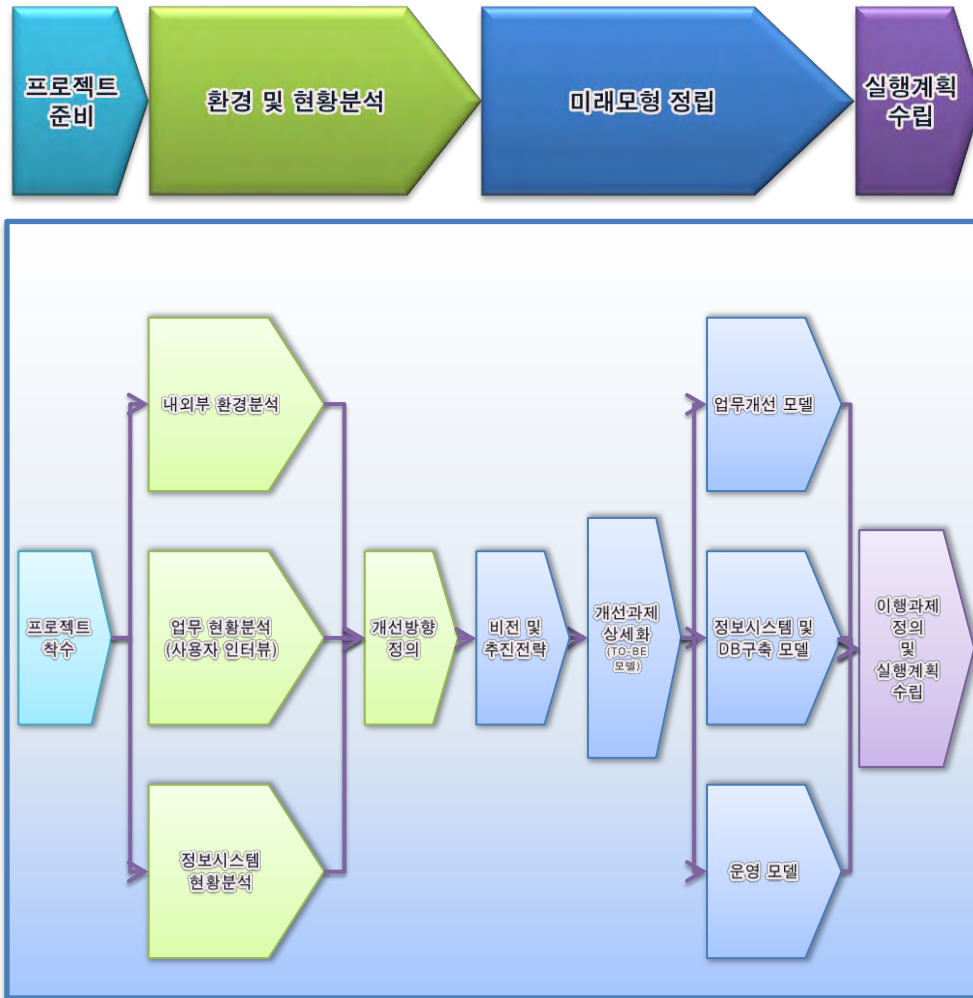 프로젝트
준비
환경 및 현황분석
미래모형 정립
실행계획
수립
내외부 환경분석
업무개선 모델
프로젝트
착수
업무 현황분석
(사용자 인터뷰)
개선방향
정의
비전 및
추진전략
개선과제
상세화
(TO-BE
모델)
정보시스템 및
DB구축 모델
이행과제
정의
및
실행계획
수립
정보시스템
현황분석
운영 모델